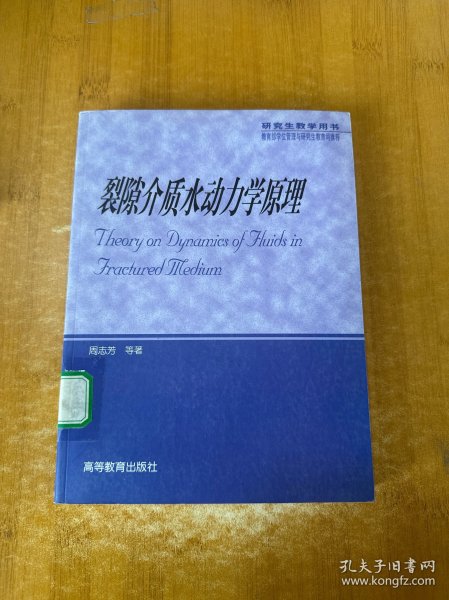 研究生教学用书
教育部学位管理与研究生教育司推荐
裂隙介质水动力学原理
Theory on Dynamics of Fluids in
Fractured Medium
周志芳 等著
高等教育出版社
孔夫子旧书网
www.kongfz.com